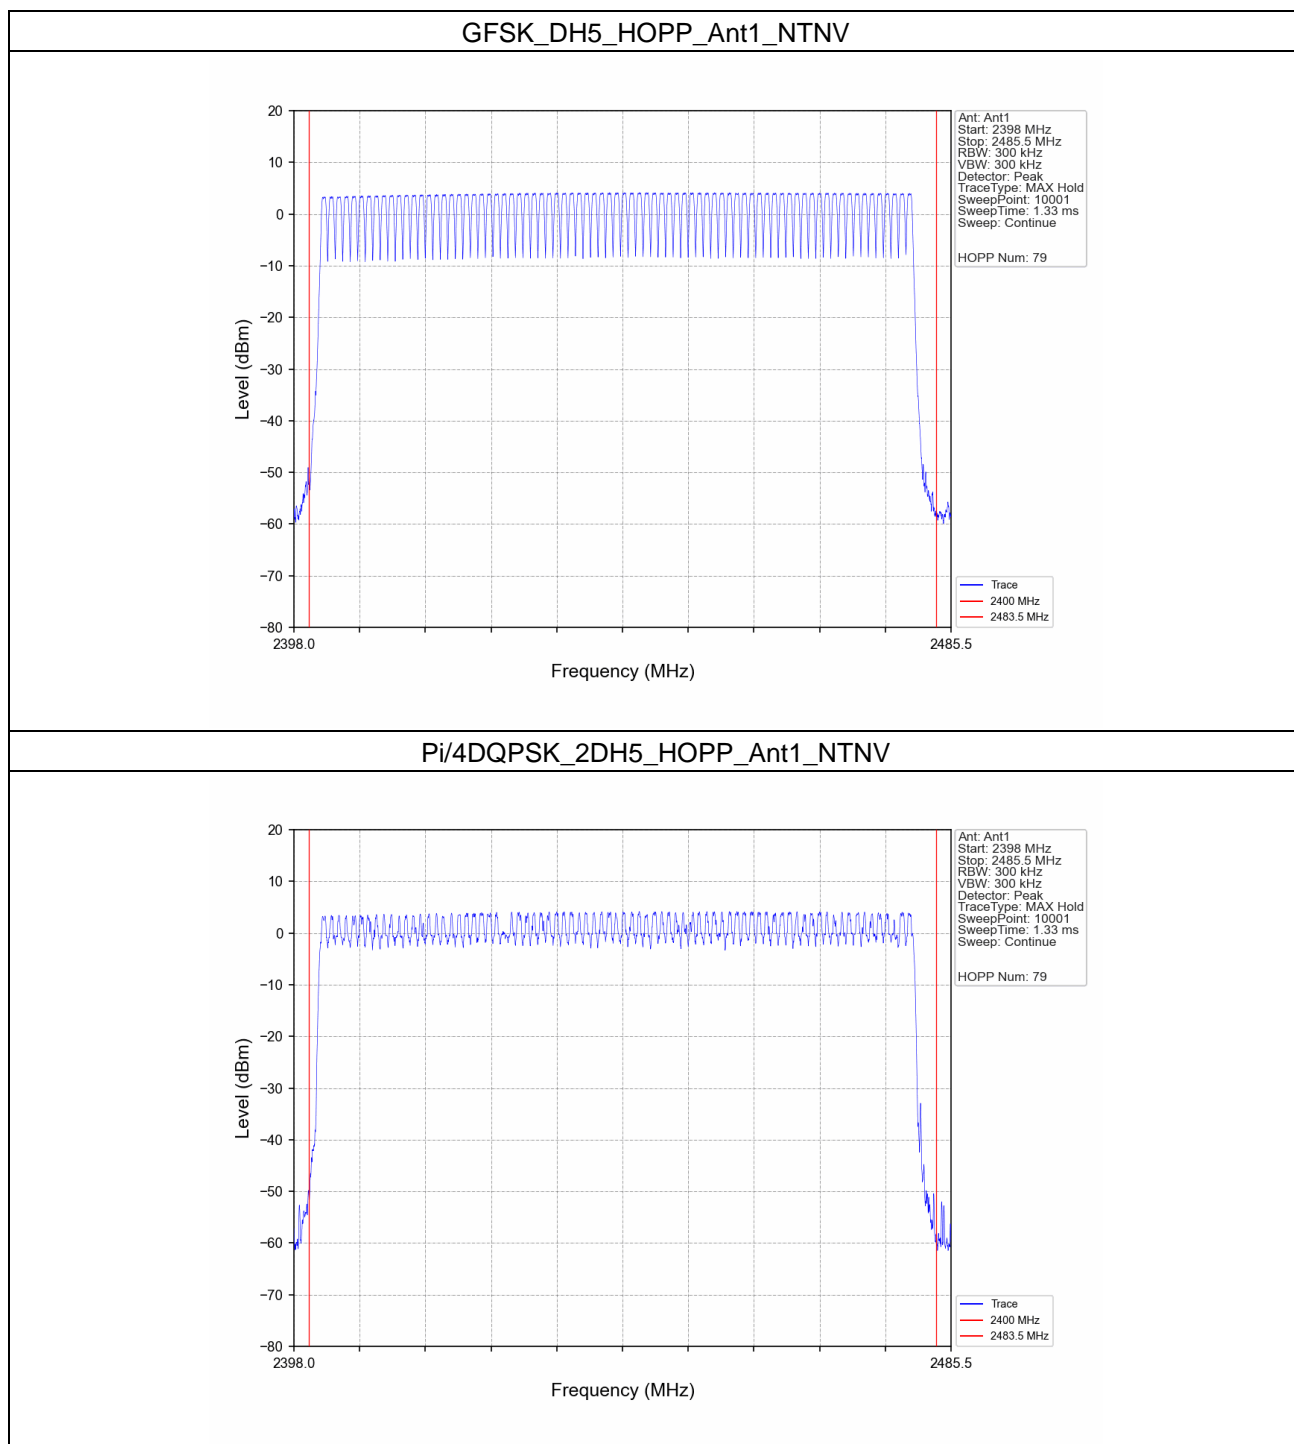 GFSK_DH5_HOPP_Ant1_NTNV
20
10
0
−10
−20
−30
−40
−50
−60
−70
−80
Level (dBm)
2398.0
2485.5
Frequency (MHz)
Ant: Ant1
Start: 2398 MHz
Stop: 2485.5 MHz
RBW: 300 kHz
VBW: 300 kHz
Detector: Peak
TraceType: MAX Hold
SweepPoint: 10001
SweepTime: 1.33 ms
Sweep: Continue
HOPP Num: 79
Trace
2400 MHz
2483.5 MHz
Pi/4DQPSK_2DH5_HOPP_Ant1_NTNV
20
10
0
−10
−20
−30
−40
−50
−60
−70
−80
Level (dBm)
2398.0
2485.5
Frequency (MHz)
Ant: Ant1
Start: 2398 MHz
Stop: 2485.5 MHz
RBW: 300 kHz
VBW: 300 kHz
Detector: Peak
TraceType: MAX Hold
SweepPoint: 10001
SweepTime: 1.33 ms
Sweep: Continue
HOPP Num: 79
Trace
2400 MHz
2483.5 MHz